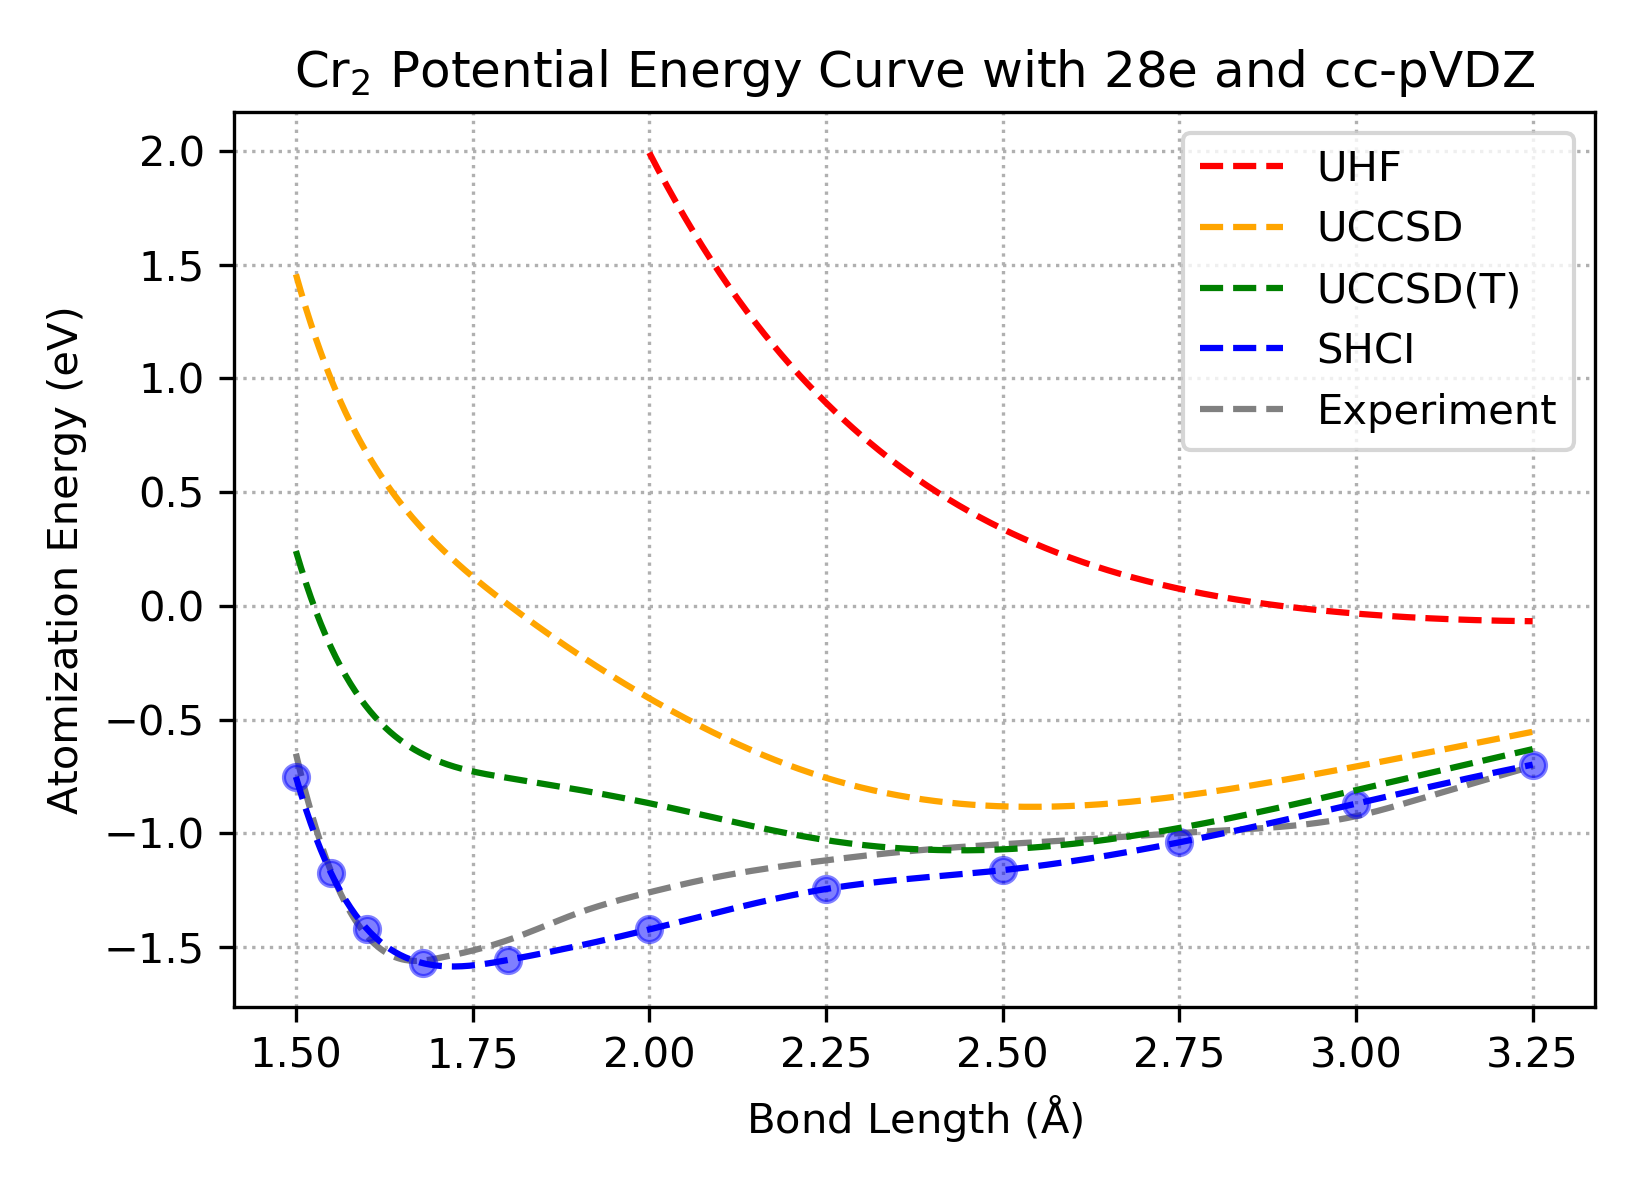 Cr₂ Potential Energy Curve with 28e and cc-pVDZ
Atomization Energy (eV)
2.0
1.5
1.0
0.5
0.0
−0.5
−1.0
−1.5
UHF
UCCSD
UCCSD(T)
SHCI
Experiment
1.50 1.75 2.00 2.25 2.50 2.75 3.00 3.25
Bond Length (Å)